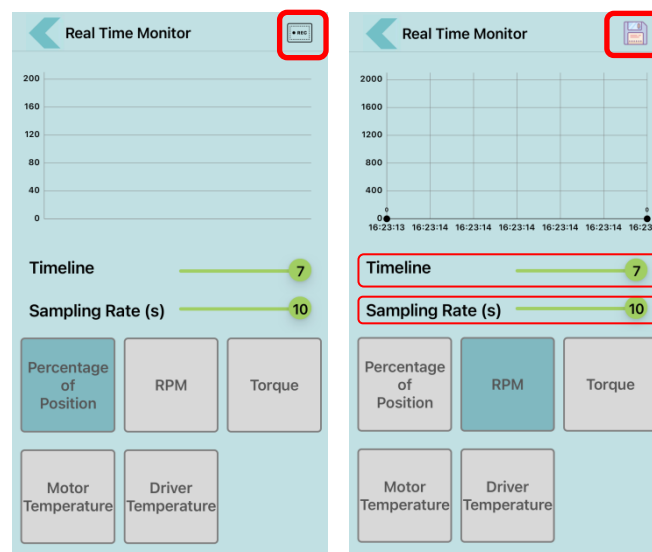 Real Time Monitor
• REC
200
160
120
80
40
0
Timeline
7
Sampling Rate (s)
10
Percentage
of
Position
RPM
Torque
Motor
Temperature
Driver
Temperature
Real Time Monitor
2000
1600
1200
800
400
0
0
0
16:23:13 16:23:14 16:23:14 16:23:14 16:23:14 16:23:14 16:23
Timeline
7
Sampling Rate (s)
10
Percentage
of
Position
RPM
Torque
Motor
Temperature
Driver
Temperature